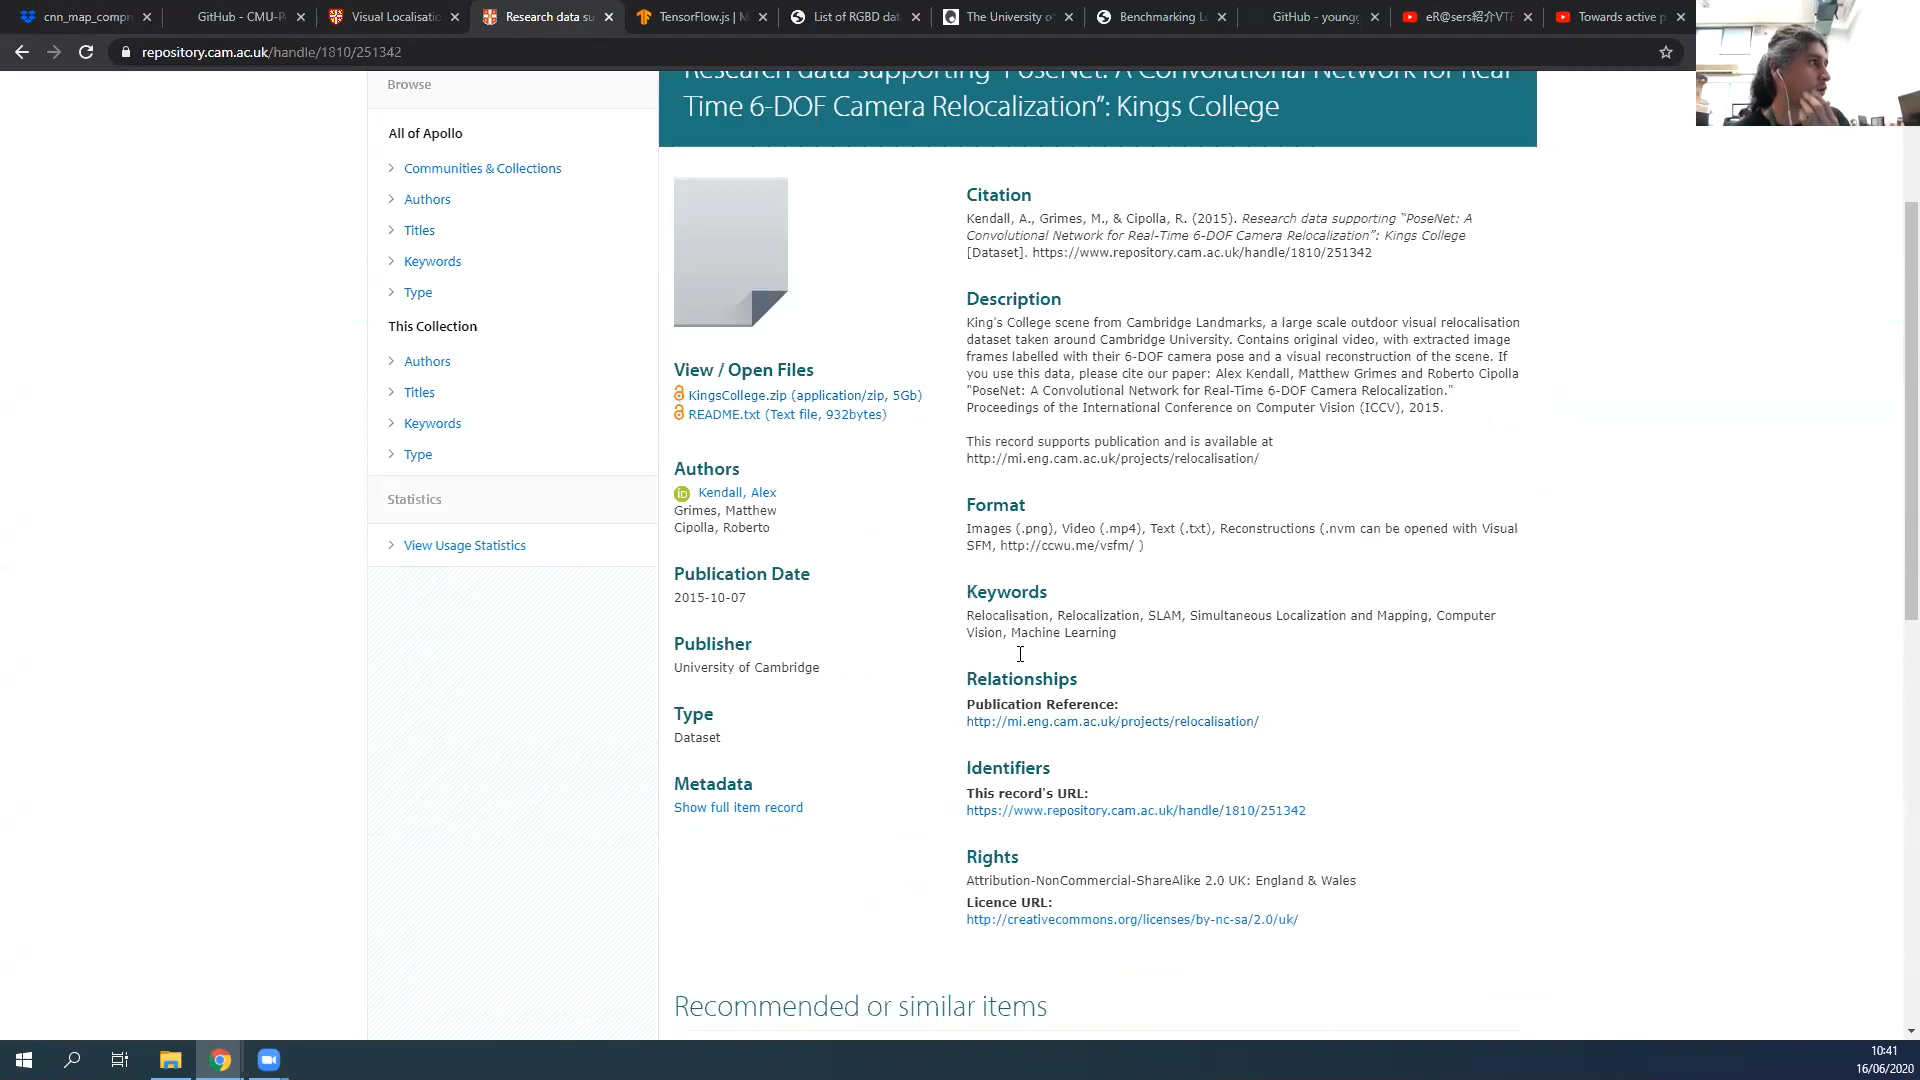 cnn_map_compr
GitHub - CMU-P
Visual Localisatio
Research data su
TensorFlow.js | M
List of RGBD dat
The University o
Benchmarking Lo
GitHub - youngg
eR@sers紹介VTF
Towards active p
repository.cam.ac.uk/handle/1810/251342
Browse
All of Apollo
Communities & Collections
Authors
Titles
Keywords
Type
This Collection
Authors
Titles
Keywords
Type
Statistics
View Usage Statistics
Research data supporting "PoseNet: A Convolutional Network for Real-
Time 6-DOF Camera Relocalization”: Kings College
View / Open Files
KingsCollege.zip (application/zip, 5Gb)
README.txt (Text file, 932bytes)
Authors
iD Kendall, Alex
Grimes, Matthew
Cipolla, Roberto
Publication Date
2015-10-07
Publisher
University of Cambridge
Type
Dataset
Metadata
Show full item record
Citation
Kendall, A., Grimes, M., & Cipolla, R. (2015). Research data supporting “PoseNet: A
Convolutional Network for Real-Time 6-DOF Camera Relocalization”: Kings College
[Dataset]. https://www.repository.cam.ac.uk/handle/1810/251342
Description
King's College scene from Cambridge Landmarks, a large scale outdoor visual relocalisation
dataset taken around Cambridge University. Contains original video, with extracted image
frames labelled with their 6-DOF camera pose and a visual reconstruction of the scene. If
you use this data, please cite our paper: Alex Kendall, Matthew Grimes and Roberto Cipolla
"PoseNet: A Convolutional Network for Real-Time 6-DOF Camera Relocalization."
Proceedings of the International Conference on Computer Vision (ICCV), 2015.
This record supports publication and is available at
http://mi.eng.cam.ac.uk/projects/relocalisation/
Format
Images (.png), Video (.mp4), Text (.txt), Reconstructions (.nvm can be opened with Visual
SFM, http://ccwu.me/vsfm/ )
Keywords
Relocalisation, Relocalization, SLAM, Simultaneous Localization and Mapping, Computer
Vision, Machine Learning
Relationships
Publication Reference:
http://mi.eng.cam.ac.uk/projects/relocalisation/
Identifiers
This record's URL:
https://www.repository.cam.ac.uk/handle/1810/251342
Rights
Attribution-NonCommercial-ShareAlike 2.0 UK: England & Wales
Licence URL:
http://creativecommons.org/licenses/by-nc-sa/2.0/uk/
Recommended or similar items
10:41
16/06/2020